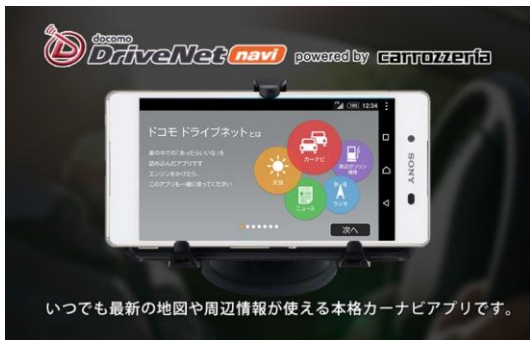 docomo
DriveNet navi powered by carrozzeria
100 12:34
ドコモ ドライブネットとは
車の中での「あったらいいな」を
詰め込んだアプリです
エンジンをかけたら、
このアプリも一緒に使ってください
カーナビ
周辺ガソリン
価格
天気
ニュース
ラジオ
次へ
SONY
いつでも最新の地図や周辺情報が使える本格カーナビアプリです。